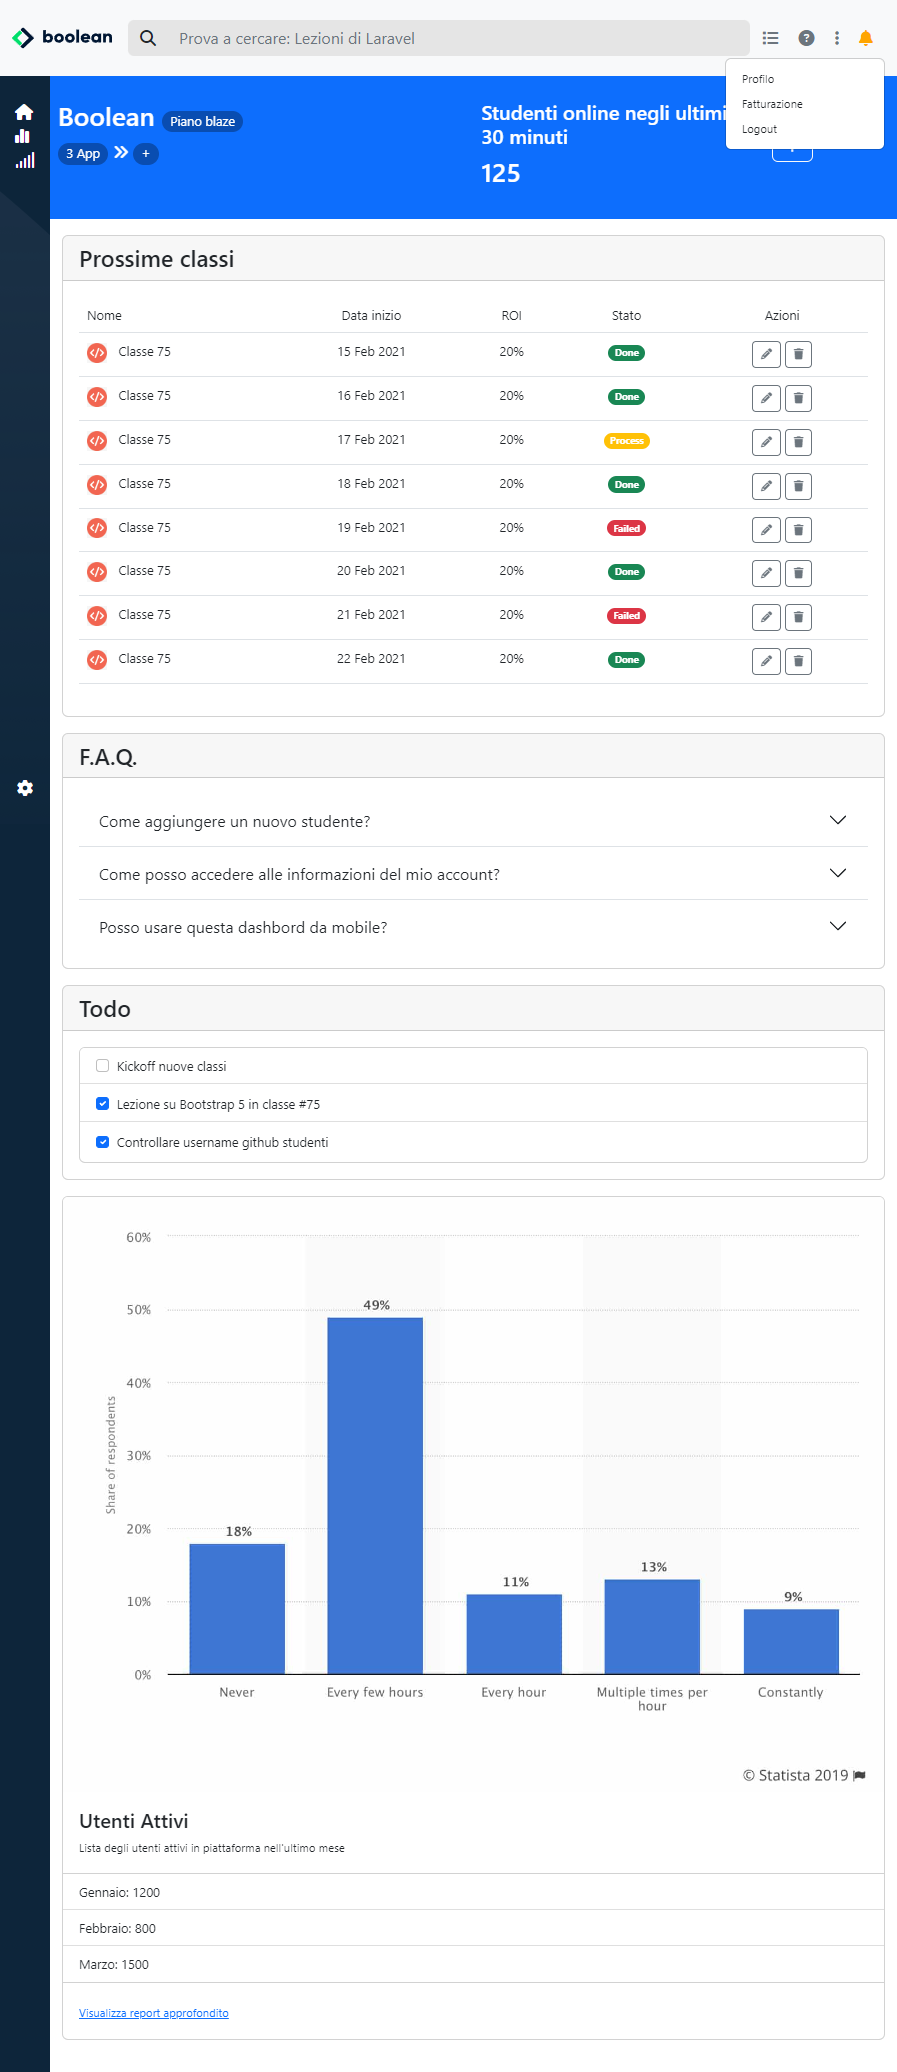 boolean
Prova a cercare: Lezioni di Laravel
Profilo
Fatturazione
Logout
Boolean Piano blaze
3 App +
Studenti online negli ultimi
30 minuti
125
Prossime classi
Nome Data inizio ROI Stato Azioni
Classe 75 15 Feb 2021 20% Done
Classe 75 16 Feb 2021 20% Done
Classe 75 17 Feb 2021 20% Process
Classe 75 18 Feb 2021 20% Done
Classe 75 19 Feb 2021 20% Failed
Classe 75 20 Feb 2021 20% Done
Classe 75 21 Feb 2021 20% Failed
Classe 75 22 Feb 2021 20% Done
F.A.Q.
Come aggiungere un nuovo studente?
Come posso accedere alle informazioni del mio account?
Posso usare questa dashbord da mobile?
Todo
Kickoff nuove classi
Lezione su Bootstrap 5 in classe #75
Controllare username github studenti
Share of respondents
60%
50%
40%
30%
20%
10%
0%
18%
49%
11%
13%
9%
Never
Every few hours
Every hour
Multiple times per
hour
Constantly
© Statista 2019
Utenti Attivi
Lista degli utenti attivi in piattaforma nell'ultimo mese
Gennaio: 1200
Febbraio: 800
Marzo: 1500
Visualizza report approfondito